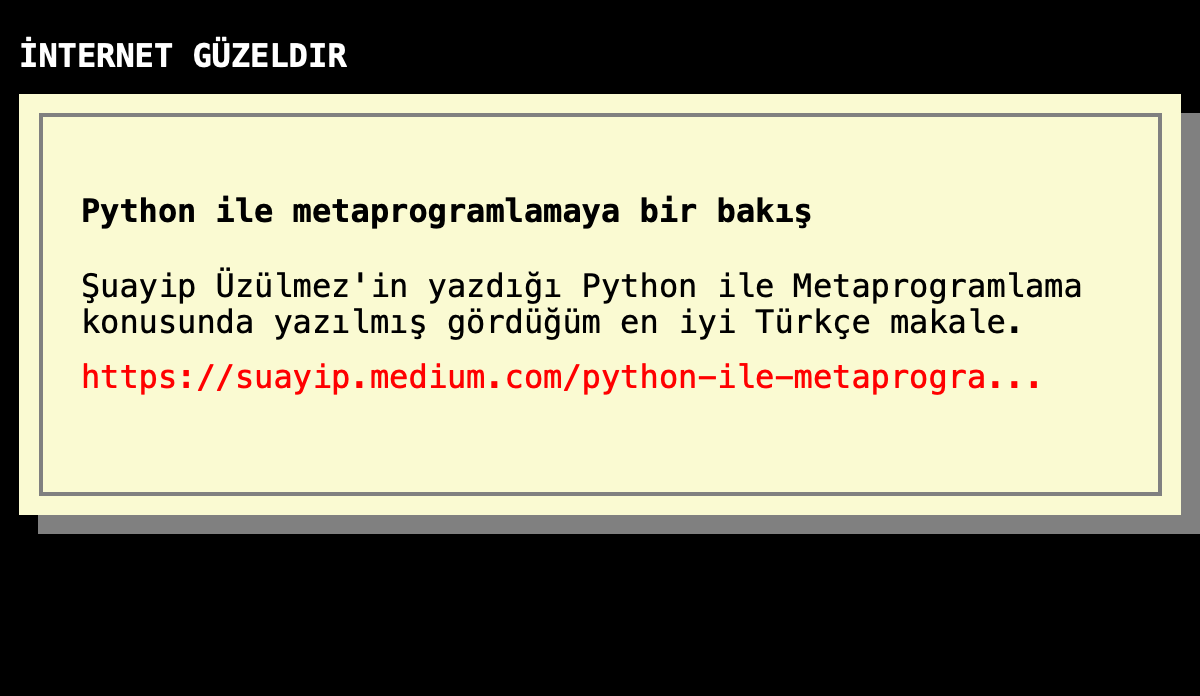 İNTERNET GÜZELDIR
Python ile metaprogramlamaya bir bakış
Şuayip Üzülmez'in yazdığı Python ile Metaprogramlama
konusunda yazılmış gördüğüm en iyi Türkçe makale.
https://suayip.medium.com/python-ile-metaprogra...